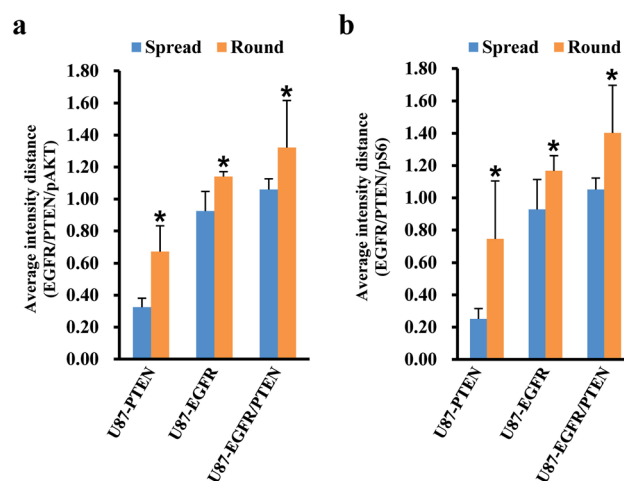 a
Spread Round
Average intensity distance
(EGFR/PTEN/pAKT)
1.80
1.60
1.40
1.20
1.00
0.80
0.60
0.40
0.20
0.00
*
*
*
U87-PTEN
U87-EGFR
U87-EGFR/PTEN
b
Spread Round
Average intensity distance
(EGFR/PTEN/pS6)
1.80
1.60
1.40
1.20
1.00
0.80
0.60
0.40
0.20
0.00
*
*
*
U87-PTEN
U87-EGFR
U87-EGFR/PTEN